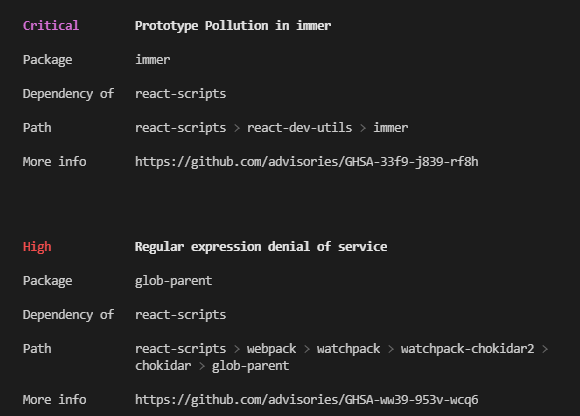 Critical Prototype Pollution in immer
Package immer
Dependency of react-scripts
Path react-scripts > react-dev-utils > immer
More info https://github.com/advisories/GHSA-33f9-j839-rf8h
High Regular expression denial of service
Package glob-parent
Dependency of react-scripts
Path react-scripts > webpack > watchpack > watchpack-chokidar2 >
chokidar > glob-parent
More info https://github.com/advisories/GHSA-ww39-953v-wcq6